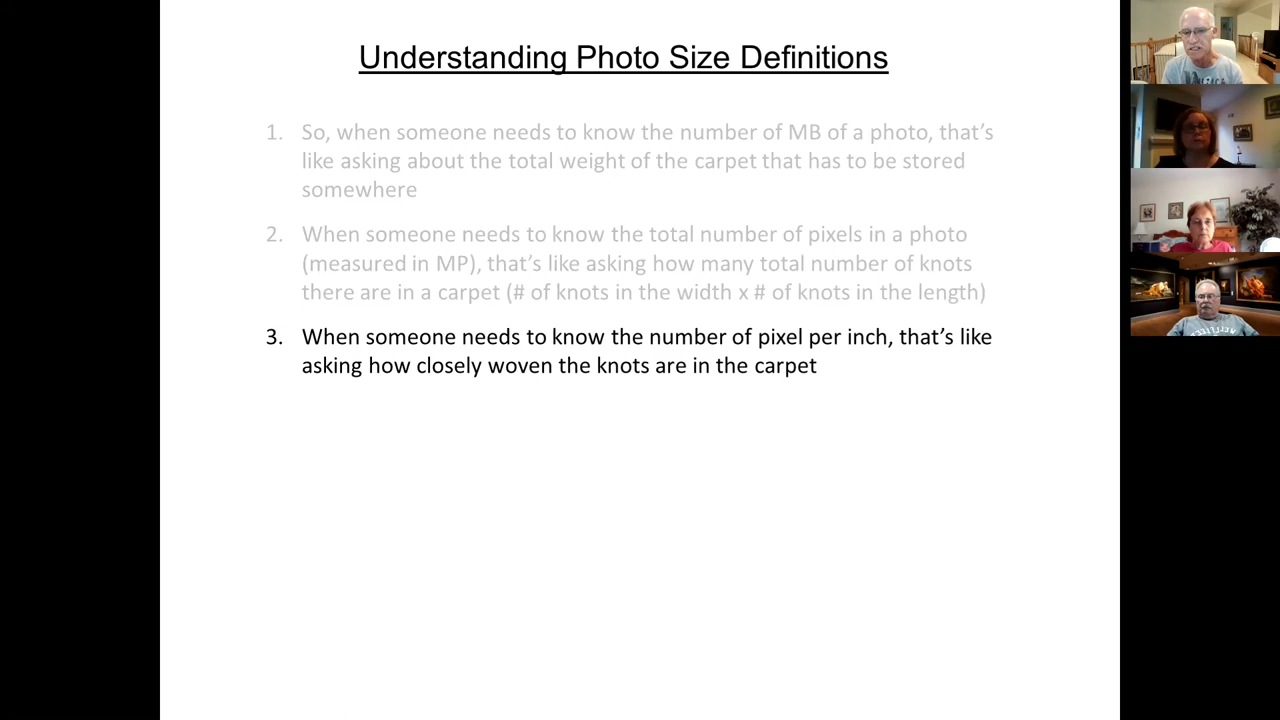 Understanding Photo Size Definitions
1. So, when someone needs to know the number of MB of a photo, that's
like asking about the total weight of the carpet that has to be stored
somewhere
2. When someone needs to know the total number of pixels in a photo
(measured in MP), that's like asking how many total number of knots
there are in a carpet (# of knots in the width x # of knots in the length)
3. When someone needs to know the number of pixel per inch, that's like
asking how closely woven the knots are in the carpet